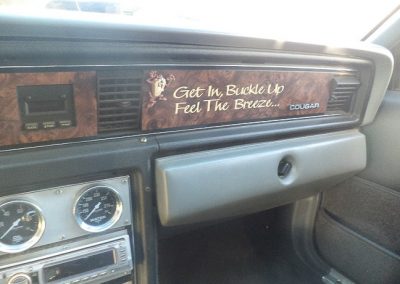 Get In, Buckle Up
Feel The Breeze...
COUGAR